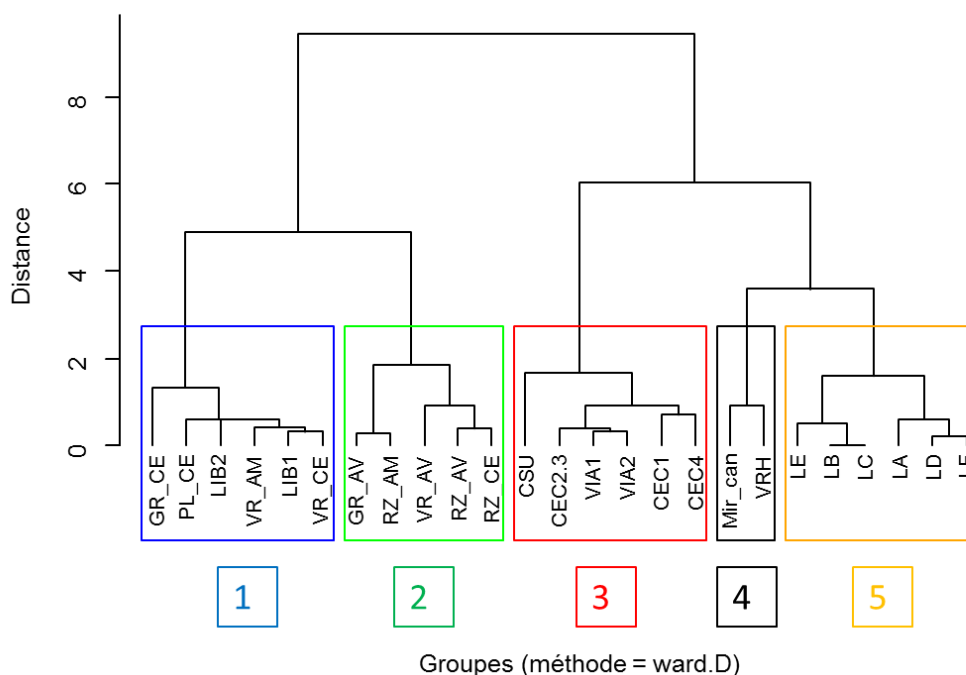 8
6
4
2
0
Distance
GR_CE
PL_CE
LIB2
VR_AM
LIB1
VR_CE
GR_AV
RZ_AM
VR_AV
RZ_AV
RZ_CE
CSU
CEC2.3
VIA1
VIA2
CEC1
CEC4
Mir_can
VRH
LE
LB
LC
LA
LD
1
2
3
4
5
Groupes (méthode = ward.D)